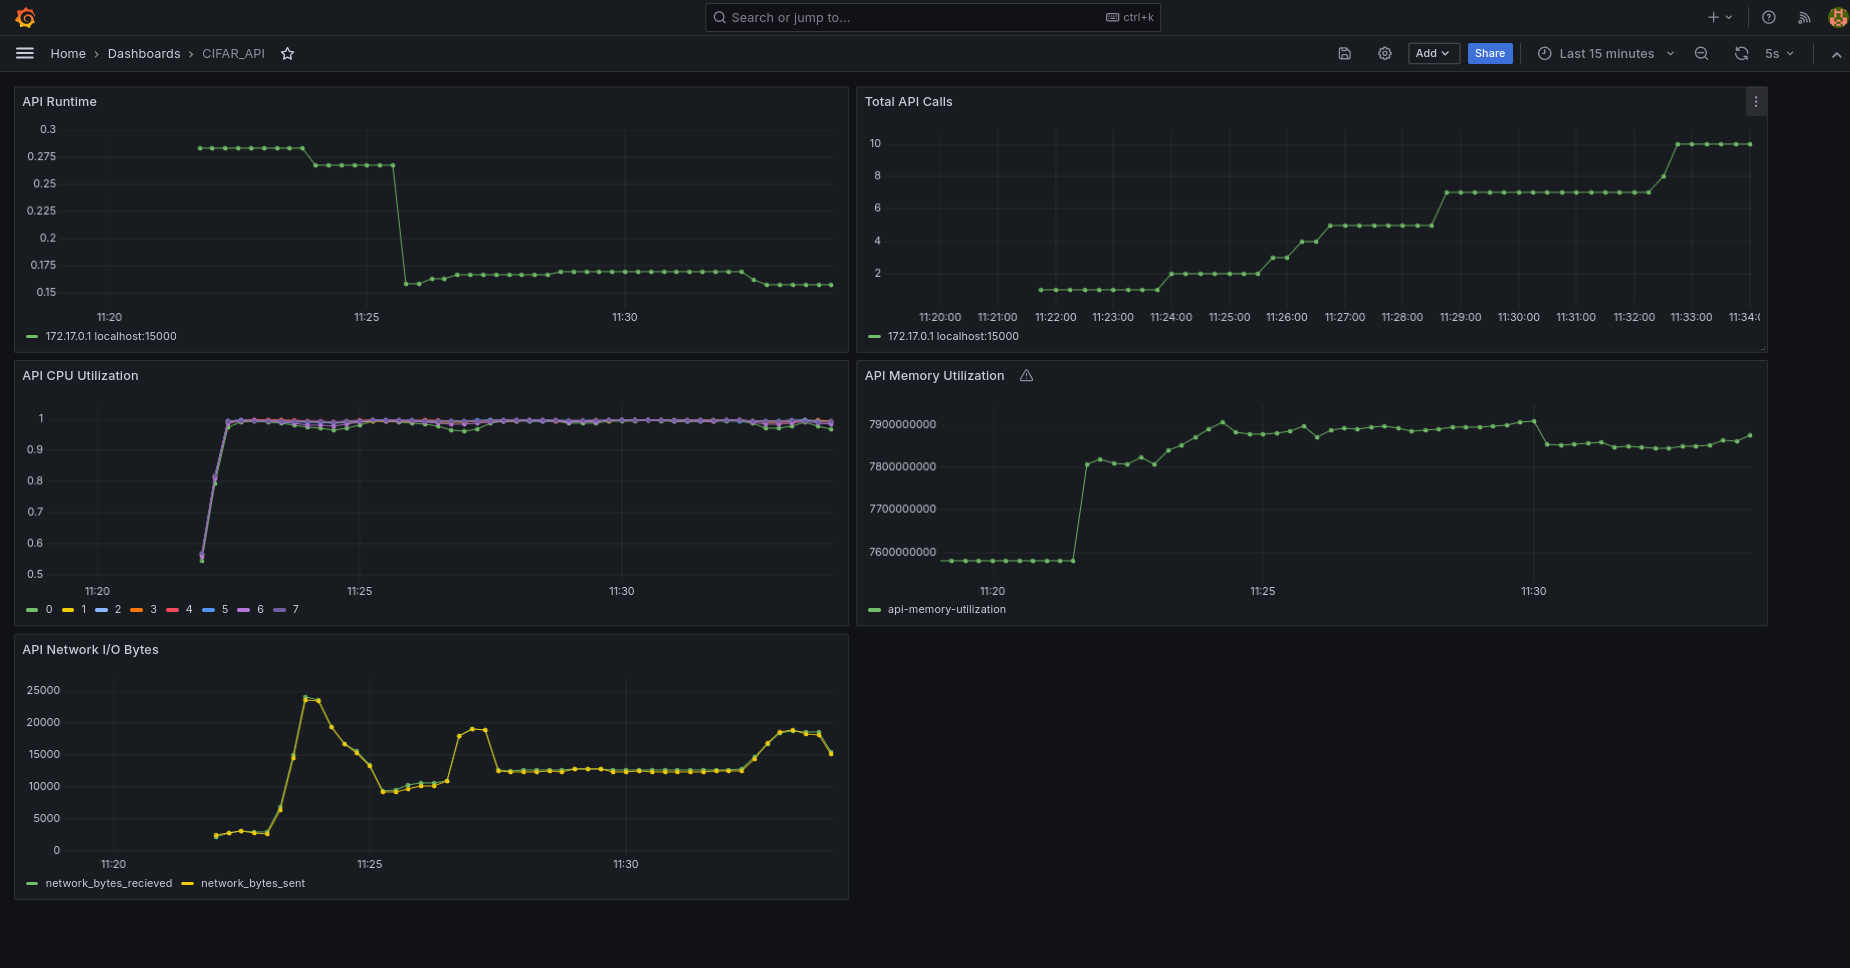 Search or jump to... ctrl+k
Home › Dashboards › CIFAR_API
Add Share Last 15 minutes 5s
API Runtime
0.3
0.275
0.25
0.225
0.2
0.175
0.15
11:20 11:25 11:30
172.17.0.1 localhost:15000
Total API Calls
10
8
6
4
2
11:20:00 11:21:00 11:22:00 11:23:00 11:24:00 11:25:00 11:26:00 11:27:00 11:28:00 11:29:00 11:30:00 11:31:00 11:32:00 11:33:00 11:34:
172.17.0.1 localhost:15000
API CPU Utilization
1
0.9
0.8
0.7
0.6
0.5
11:20 11:25 11:30
0 1 2 3 4 5 6 7
API Memory Utilization
7900000000
7800000000
7700000000
7600000000
11:20 11:25 11:30
api-memory-utilization
API Network I/O Bytes
25000
20000
15000
10000
5000
0
11:20 11:25 11:30
network_bytes_recieved network_bytes_sent